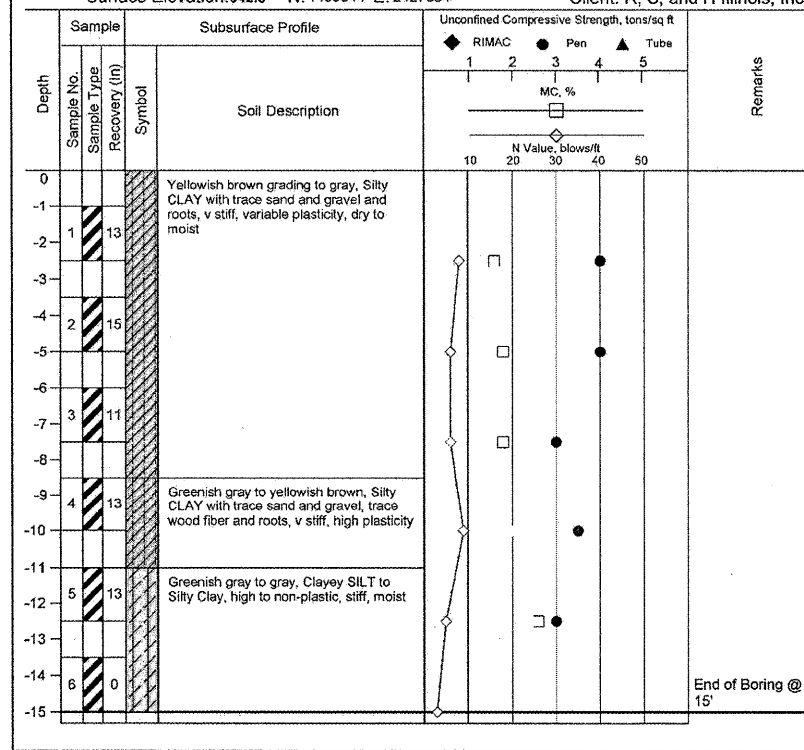 Client: R, C, and H Illinois, Inc
Sample
Subsurface Profile
Unconfined Compressive Strength, tons/sq ft
RIMAC Pen Tube
1 2 3 4 5
MC, %
N Value, blows/ft
10 20 30 40 50
Depth
Sample No.
Sample Type
Recovery (In)
Symbol
Soil Description
Remarks
0
Yellowish brown grading to gray, Silty
CLAY with trace sand and gravel and
roots, v stiff, variable plasticity, dry to
moist
-1
1 13
-2
-3
-4
2 15
-5
-6
-7
3 11
-8
Greenish gray to yellowish brown, Silty
CLAY with trace sand and gravel, trace
wood fiber and roots, v stiff, high plasticity
-9
4 13
-10
-11
Greenish gray to gray, Clayey SILT to
Silty Clay, high to non-plastic, stiff, moist
5 13
-12
-13
-14
6 0
-15
End of Boring @
15'